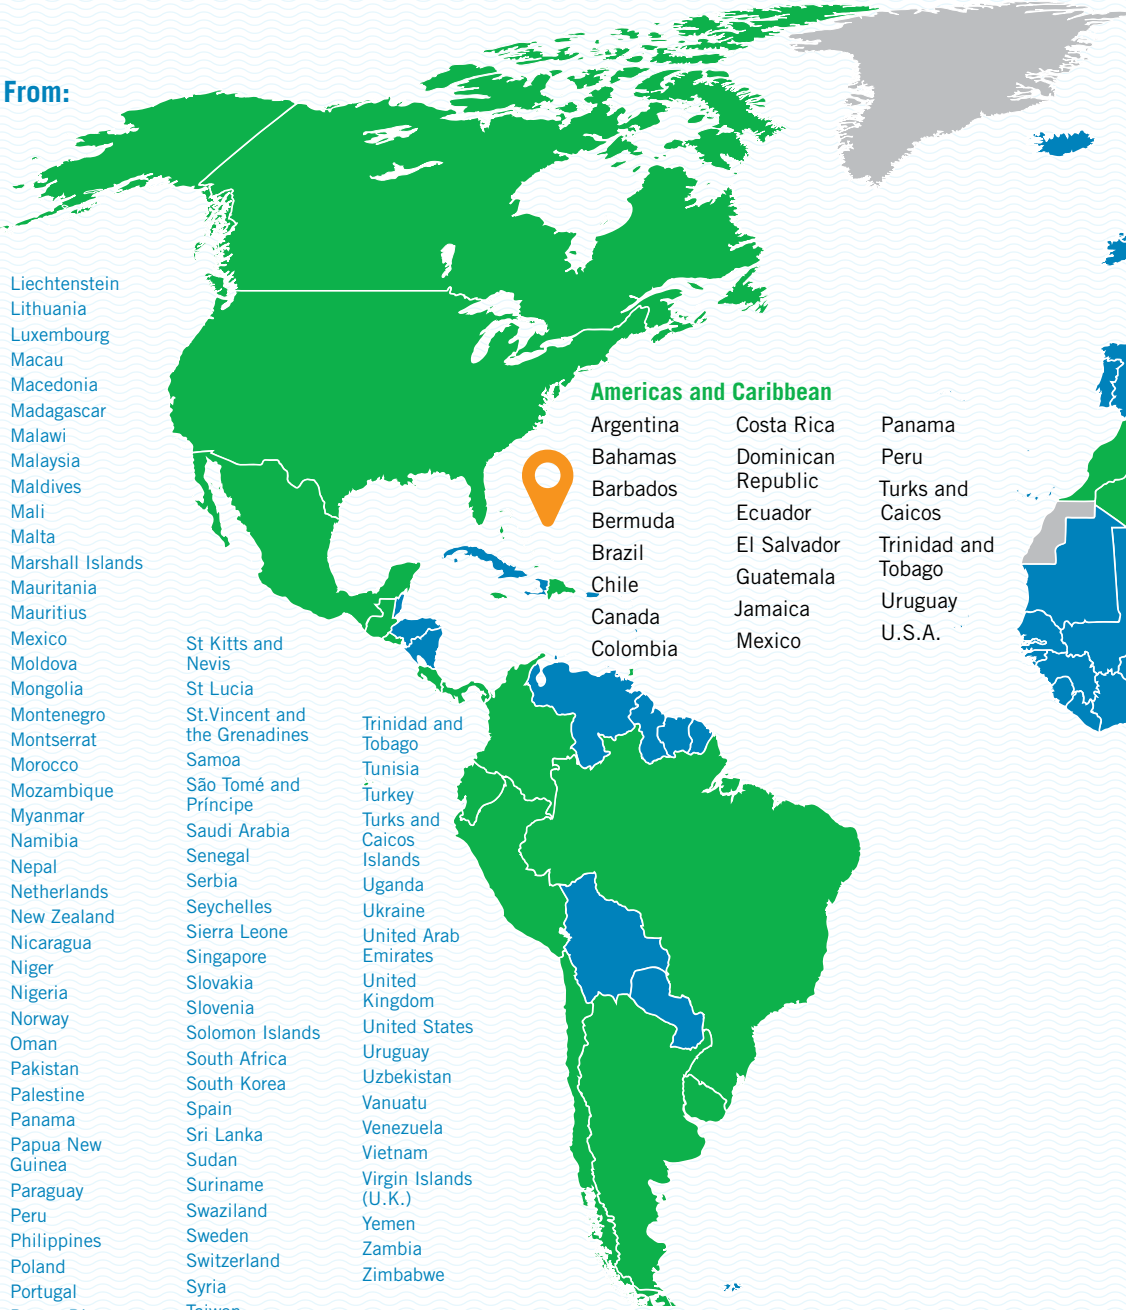 From:
Liechtenstein
Lithuania
Luxembourg
Macau
Macedonia
Madagascar
Malawi
Malaysia
Maldives
Mali
Malta
Marshall Islands
Mauritania
Mauritius
Mexico
Moldova
Mongolia
Montenegro
Montserrat
Morocco
Mozambique
Myanmar
Namibia
Nepal
Netherlands
New Zealand
Nicaragua
Niger
Nigeria
Norway
Oman
Pakistan
Palestine
Panama
Papua New
Guinea
Paraguay
Peru
Philippines
Poland
Portugal
St Kitts and
Nevis
St Lucia
St.Vincent and
the Grenadines
Samoa
São Tomé and
Príncipe
Saudi Arabia
Senegal
Serbia
Seychelles
Sierra Leone
Singapore
Slovakia
Slovenia
Solomon Islands
South Africa
South Korea
Spain
Sri Lanka
Sudan
Suriname
Swaziland
Sweden
Switzerland
Syria
Taiwan
Trinidad and
Tobago
Tunisia
Turkey
Turks and
Caicos
Islands
Uganda
Ukraine
United Arab
Emirates
United
Kingdom
United States
Uruguay
Uzbekistan
Vanuatu
Venezuela
Vietnam
Virgin Islands
(U.K.)
Yemen
Zambia
Zimbabwe
Americas and Caribbean
Argentina
Bahamas
Barbados
Bermuda
Brazil
Chile
Canada
Colombia
Costa Rica
Dominican
Republic
Ecuador
El Salvador
Guatemala
Jamaica
Mexico
Panama
Peru
Turks and
Caicos
Trinidad and
Tobago
Uruguay
U.S.A.